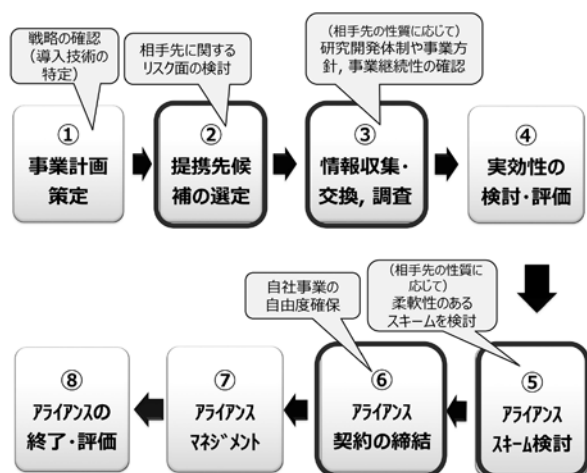 戦略の確認
（導入技術の
特定）
相手先に関する
リスク面の検討
（相手先の性質に応じて）
研究開発体制や事業方
針，事業継続性の確認
①
事業計画
策定
②
提携先候
補の選定
③
情報収集・
交換，調査
④
実効性の
検討・評価
自社事業の
自由度確保
（相手先の性質に
応じて）
柔軟性のある
スキームを検討
⑧
ｱﾗｲｱﾝｽの
終了・評価
⑦
ｱﾗｲｱﾝｽ
ﾏﾈｼﾞﾒﾝﾄ
⑥
ｱﾗｲｱﾝｽ
契約の締結
⑤
ｱﾗｲｱﾝｽ
ｽｷｰﾑ検討